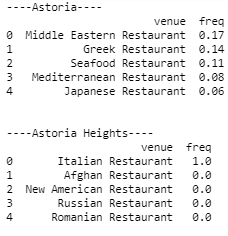 ----Astoria----
venue freq
0 Middle Eastern Restaurant 0.17
1 Greek Restaurant 0.14
2 Seafood Restaurant 0.11
3 Mediterranean Restaurant 0.08
4 Japanese Restaurant 0.06
----Astoria Heights----
venue freq
0 Italian Restaurant 1.0
1 Afghan Restaurant 0.0
2 New American Restaurant 0.0
3 Russian Restaurant 0.0
4 Romanian Restaurant 0.0